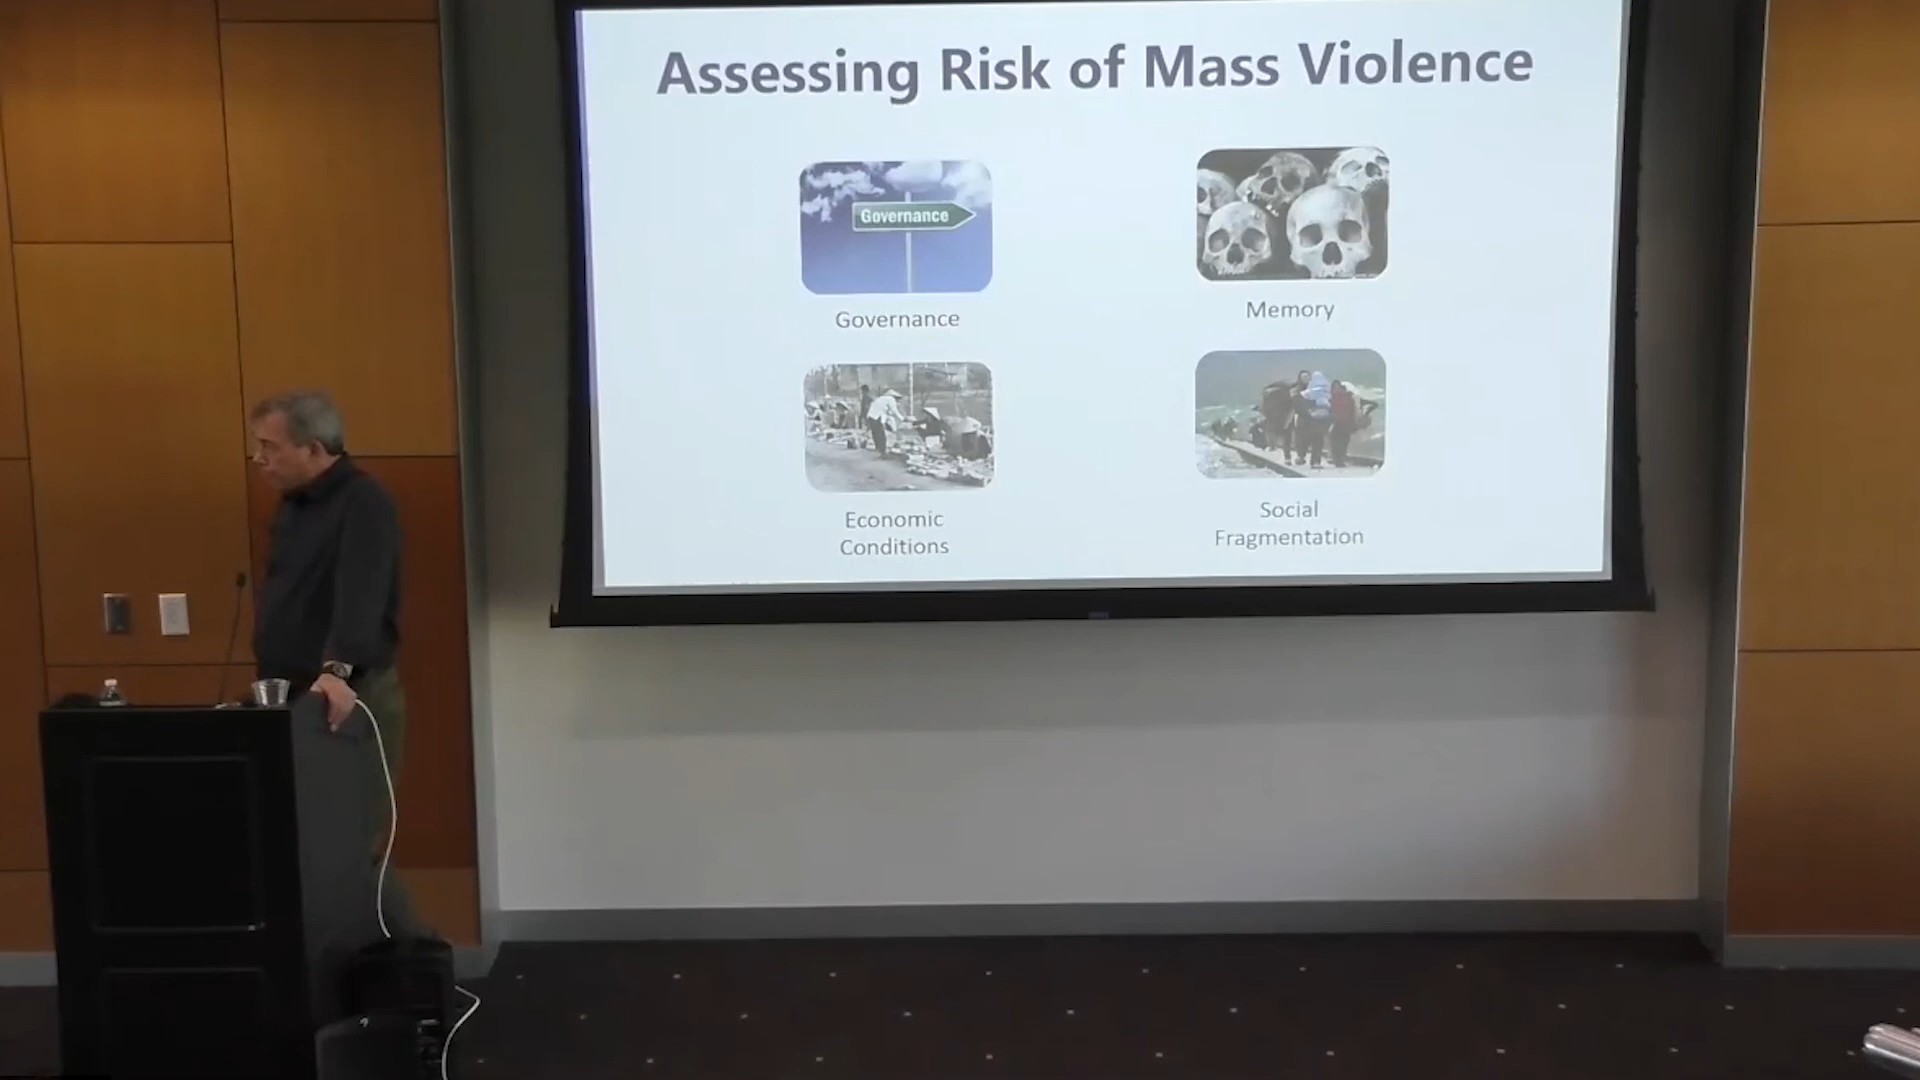 Assessing Risk of Mass Violence
Governance
Governance
Memory
Economic
Conditions
Social
Fragmentation